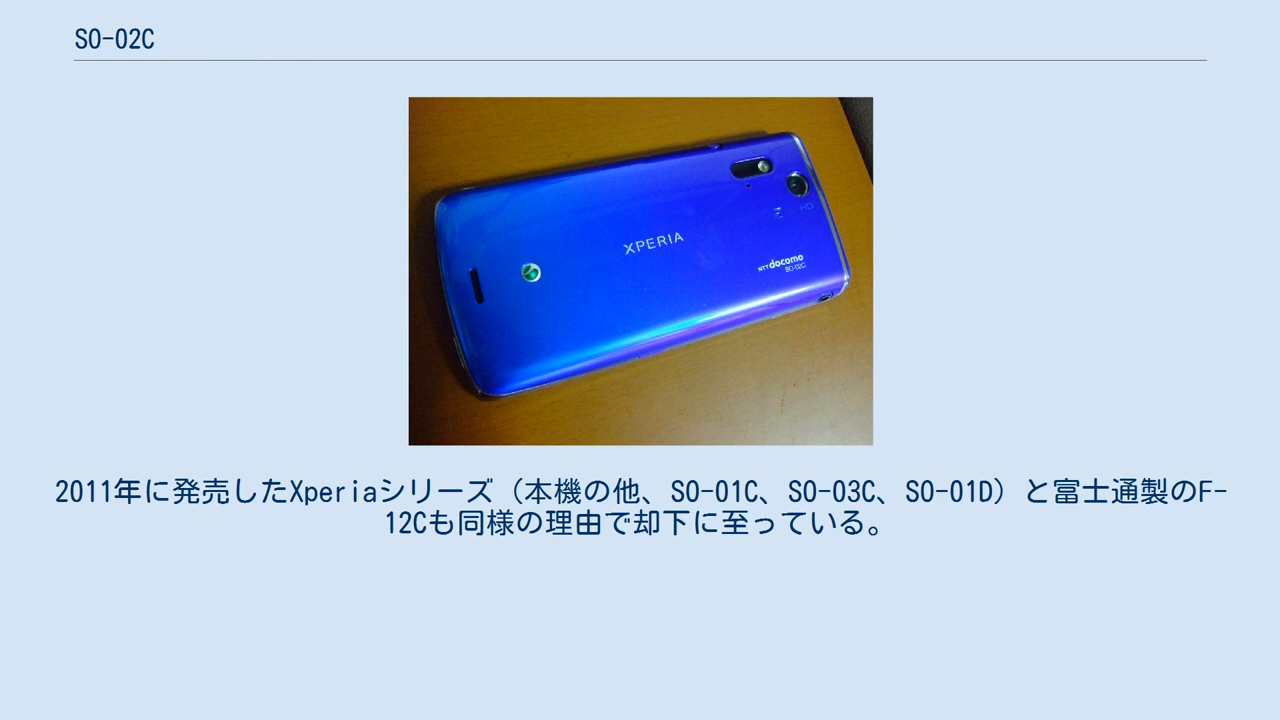 SO-02C
XPERIA
NTT docomo
SO-02C
HD
2011年に発売したXperiaシリーズ（本機の他、SO-01C、SO-03C、SO-01D）と富士通製のF-
12Cも同様の理由で却下に至っている。